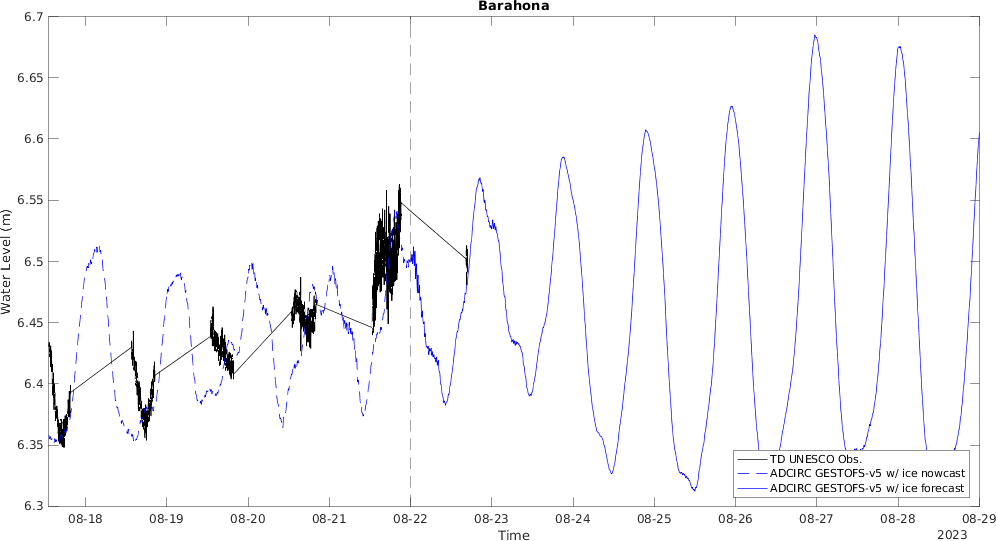 Barahona
6.7
6.65
6.6
6.55
6.5
6.45
6.4
6.35
6.3
Water Level (m)
TD UNESCO Obs.
ADCIRC GESTOFS-v5 w/ ice nowcast
ADCIRC GESTOFS-v5 w/ ice forecast
08-18 08-19 08-20 08-21 08-22 08-23 08-24 08-25 08-26 08-27 08-28 08-29
Time
2023